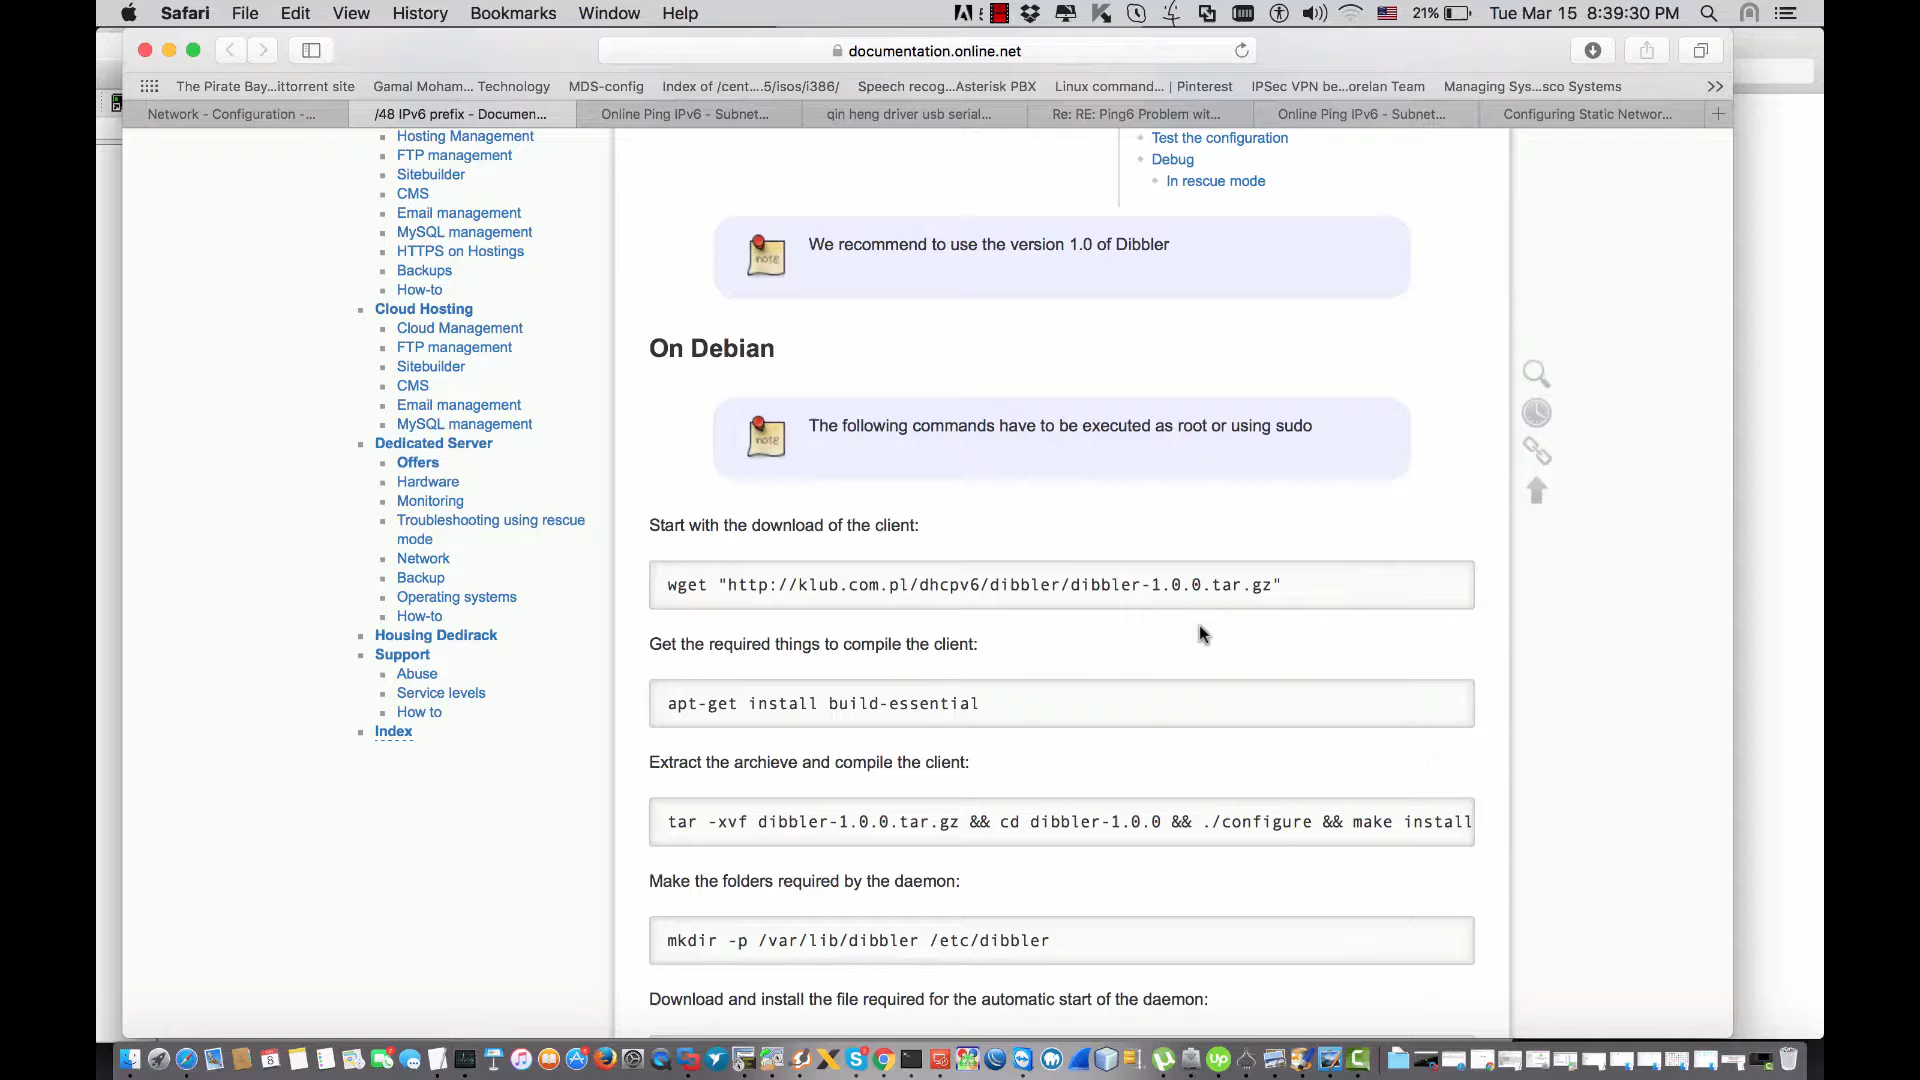 Safari File Edit View History Bookmarks Window Help 21% Tue Mar 15 8:39:30 PM
documentation.online.net
The Pirate Bay...ittorrent site Gamal Moham... Technology MDS-config Index of /cent....5/isos/i386/ Speech recog...Asterisk PBX Linux command... | Pinterest IPSec VPN be...orelan Team Managing Sys...sco Systems
Network - Configuration -... /48 IPv6 prefix - Documen... Online Ping IPv6 - Subnet... qin heng driver usb serial... Re: RE: Ping6 Problem wit... Online Ping IPv6 - Subnet... Configuring Static Networ...
Hosting Management
FTP management
Sitebuilder
CMS
Email management
MySQL management
HTTPS on Hostings
Backups
How-to
Cloud Hosting
Cloud Management
FTP management
Sitebuilder
CMS
Email management
MySQL management
Dedicated Server
Offers
Hardware
Monitoring
Troubleshooting using rescue
mode
Network
Backup
Operating systems
How-to
Housing Dedirack
Support
Abuse
Service levels
How to
Index
Test the configuration
Debug
In rescue mode
note
We recommend to use the version 1.0 of Dibbler
On Debian
note
The following commands have to be executed as root or using sudo
Start with the download of the client:
wget "http://klub.com.pl/dhcpv6/dibbler/dibbler-1.0.0.tar.gz"
Get the required things to compile the client:
apt-get install build-essential
Extract the archieve and compile the client:
tar -xvf dibbler-1.0.0.tar.gz && cd dibbler-1.0.0 && ./configure && make install
Make the folders required by the daemon:
mkdir -p /var/lib/dibbler /etc/dibbler
Download and install the file required for the automatic start of the daemon: